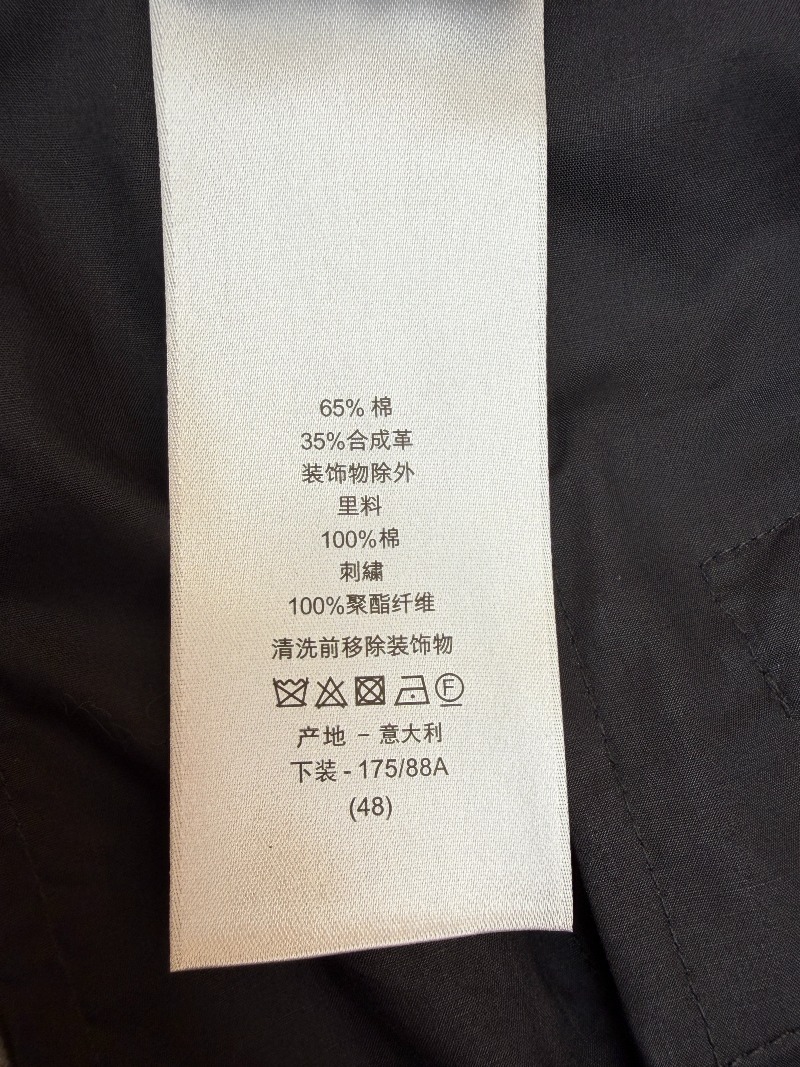 65% 棉
35%合成革
装饰物除外
里料
100%棉
刺繡
100%聚酯纤维
清洗前移除装饰物
F
产地 - 意大利
下装 - 175/88A
(48)